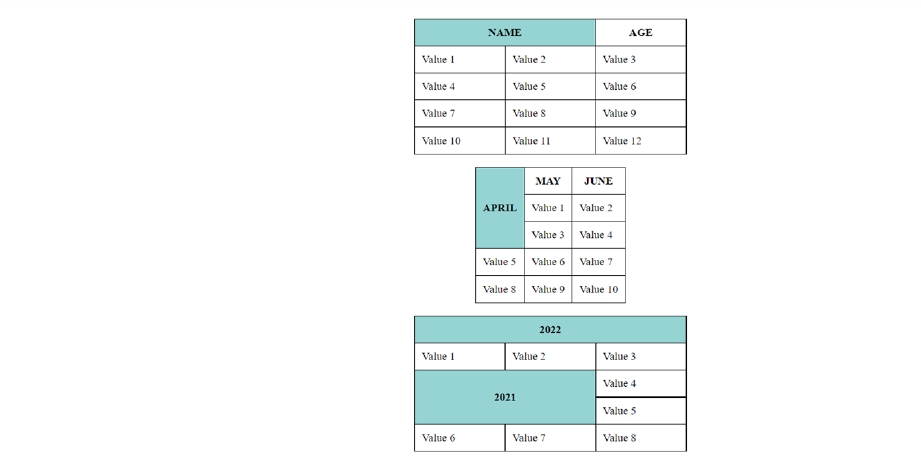 NAME AGE
Value 1 Value 2 Value 3
Value 4 Value 5 Value 6
Value 7 Value 8 Value 9
Value 10 Value 11 Value 12
MAY JUNE
APRIL Value 1 Value 2
Value 3 Value 4
Value 5 Value 6 Value 7
Value 8 Value 9 Value 10
2022
Value 1 Value 2 Value 3
Value 4
2021
Value 5
Value 6 Value 7 Value 8